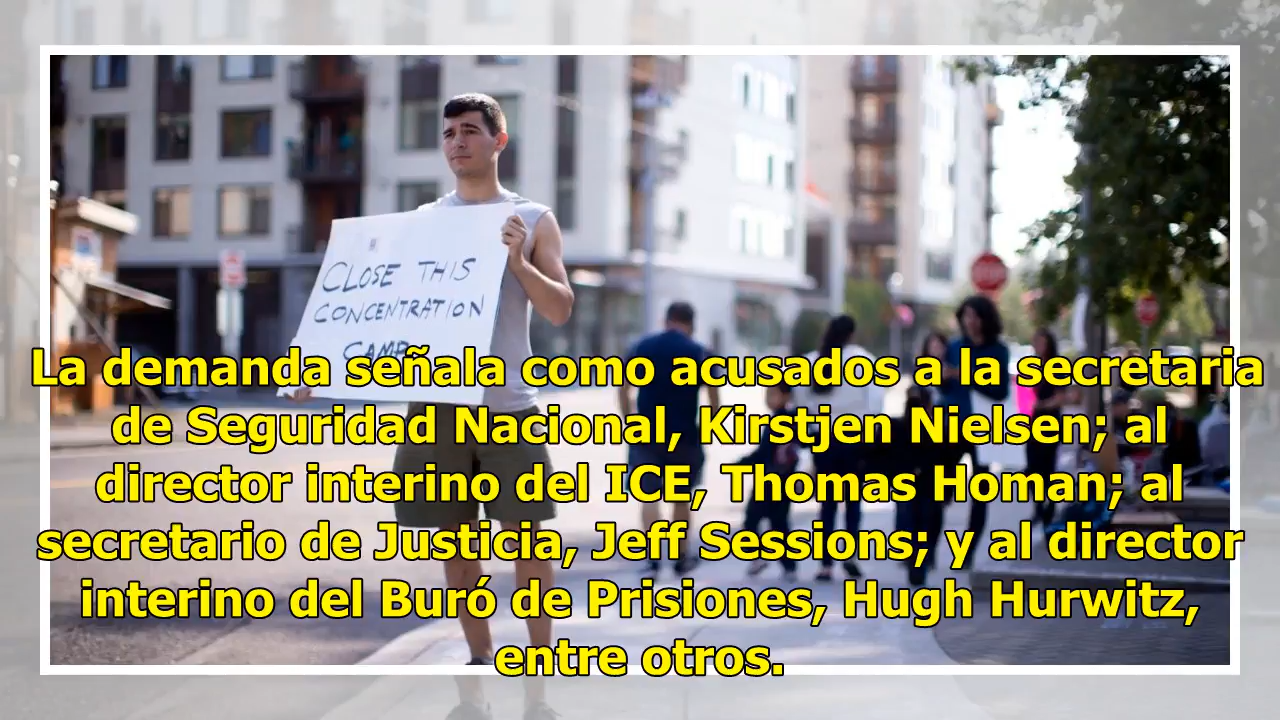 CLOSE THIS
CONCENTRATION
CAMP
La demanda señala como acusados a la secretaria
de Seguridad Nacional, Kirstjen Nielsen; al
director interino del ICE, Thomas Homan; al
secretario de Justicia, Jeff Sessions; y al director
interino del Buró de Prisiones, Hugh Hurwitz,
entre otros.